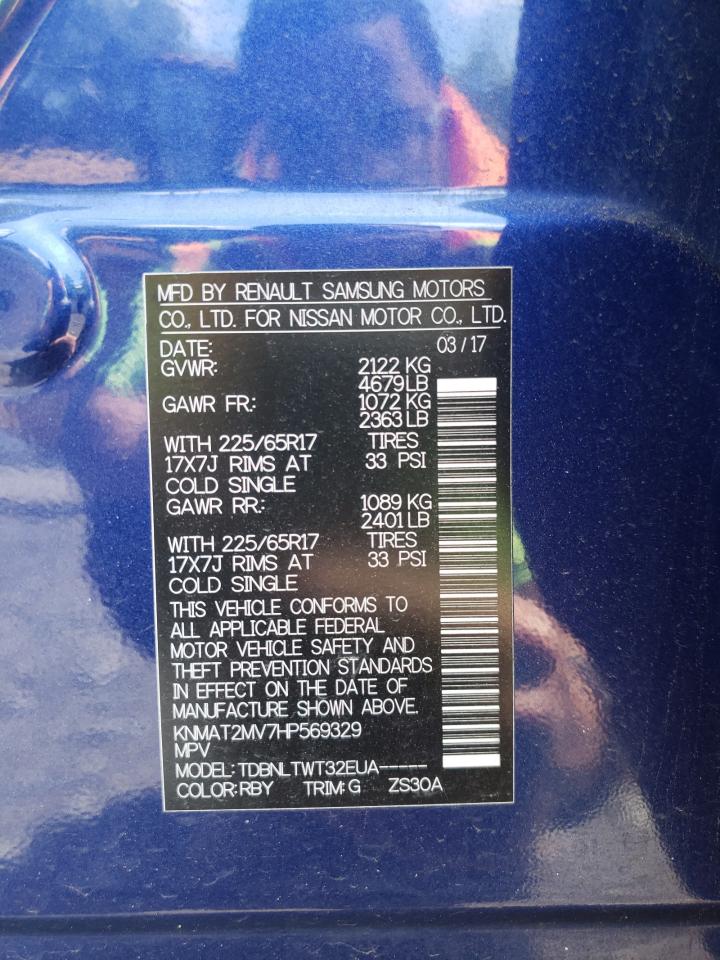 MFD BY RENAULT SAMSUNG MOTORS
CO., LTD. FOR NISSAN MOTOR CO., LTD.
DATE: 03/17
GVWR: 2122 KG
4679LB
GAWR FR.: 1072 KG
2363 LB
WITH 225/65R17 TIRES
17X7J RIMS AT 33 PSI
COLD SINGLE
GAWR RR.: 1089 KG
2401 LB
WITH 225/65R17 TIRES
17X7J RIMS AT 33 PSI
COLD SINGLE
THIS VEHICLE CONFORMS TO
ALL APPLICABLE FEDERAL
MOTOR VEHICLE SAFETY AND
THEFT PREVENTION STANDARDS
IN EFFECT ON THE DATE OF
MANUFACTURE SHOWN ABOVE.
KNMAT2MV7HP569329
MPV
MODEL:TDBNLTWT32EUA-----
COLOR:RBY TRIM:G ZS30A